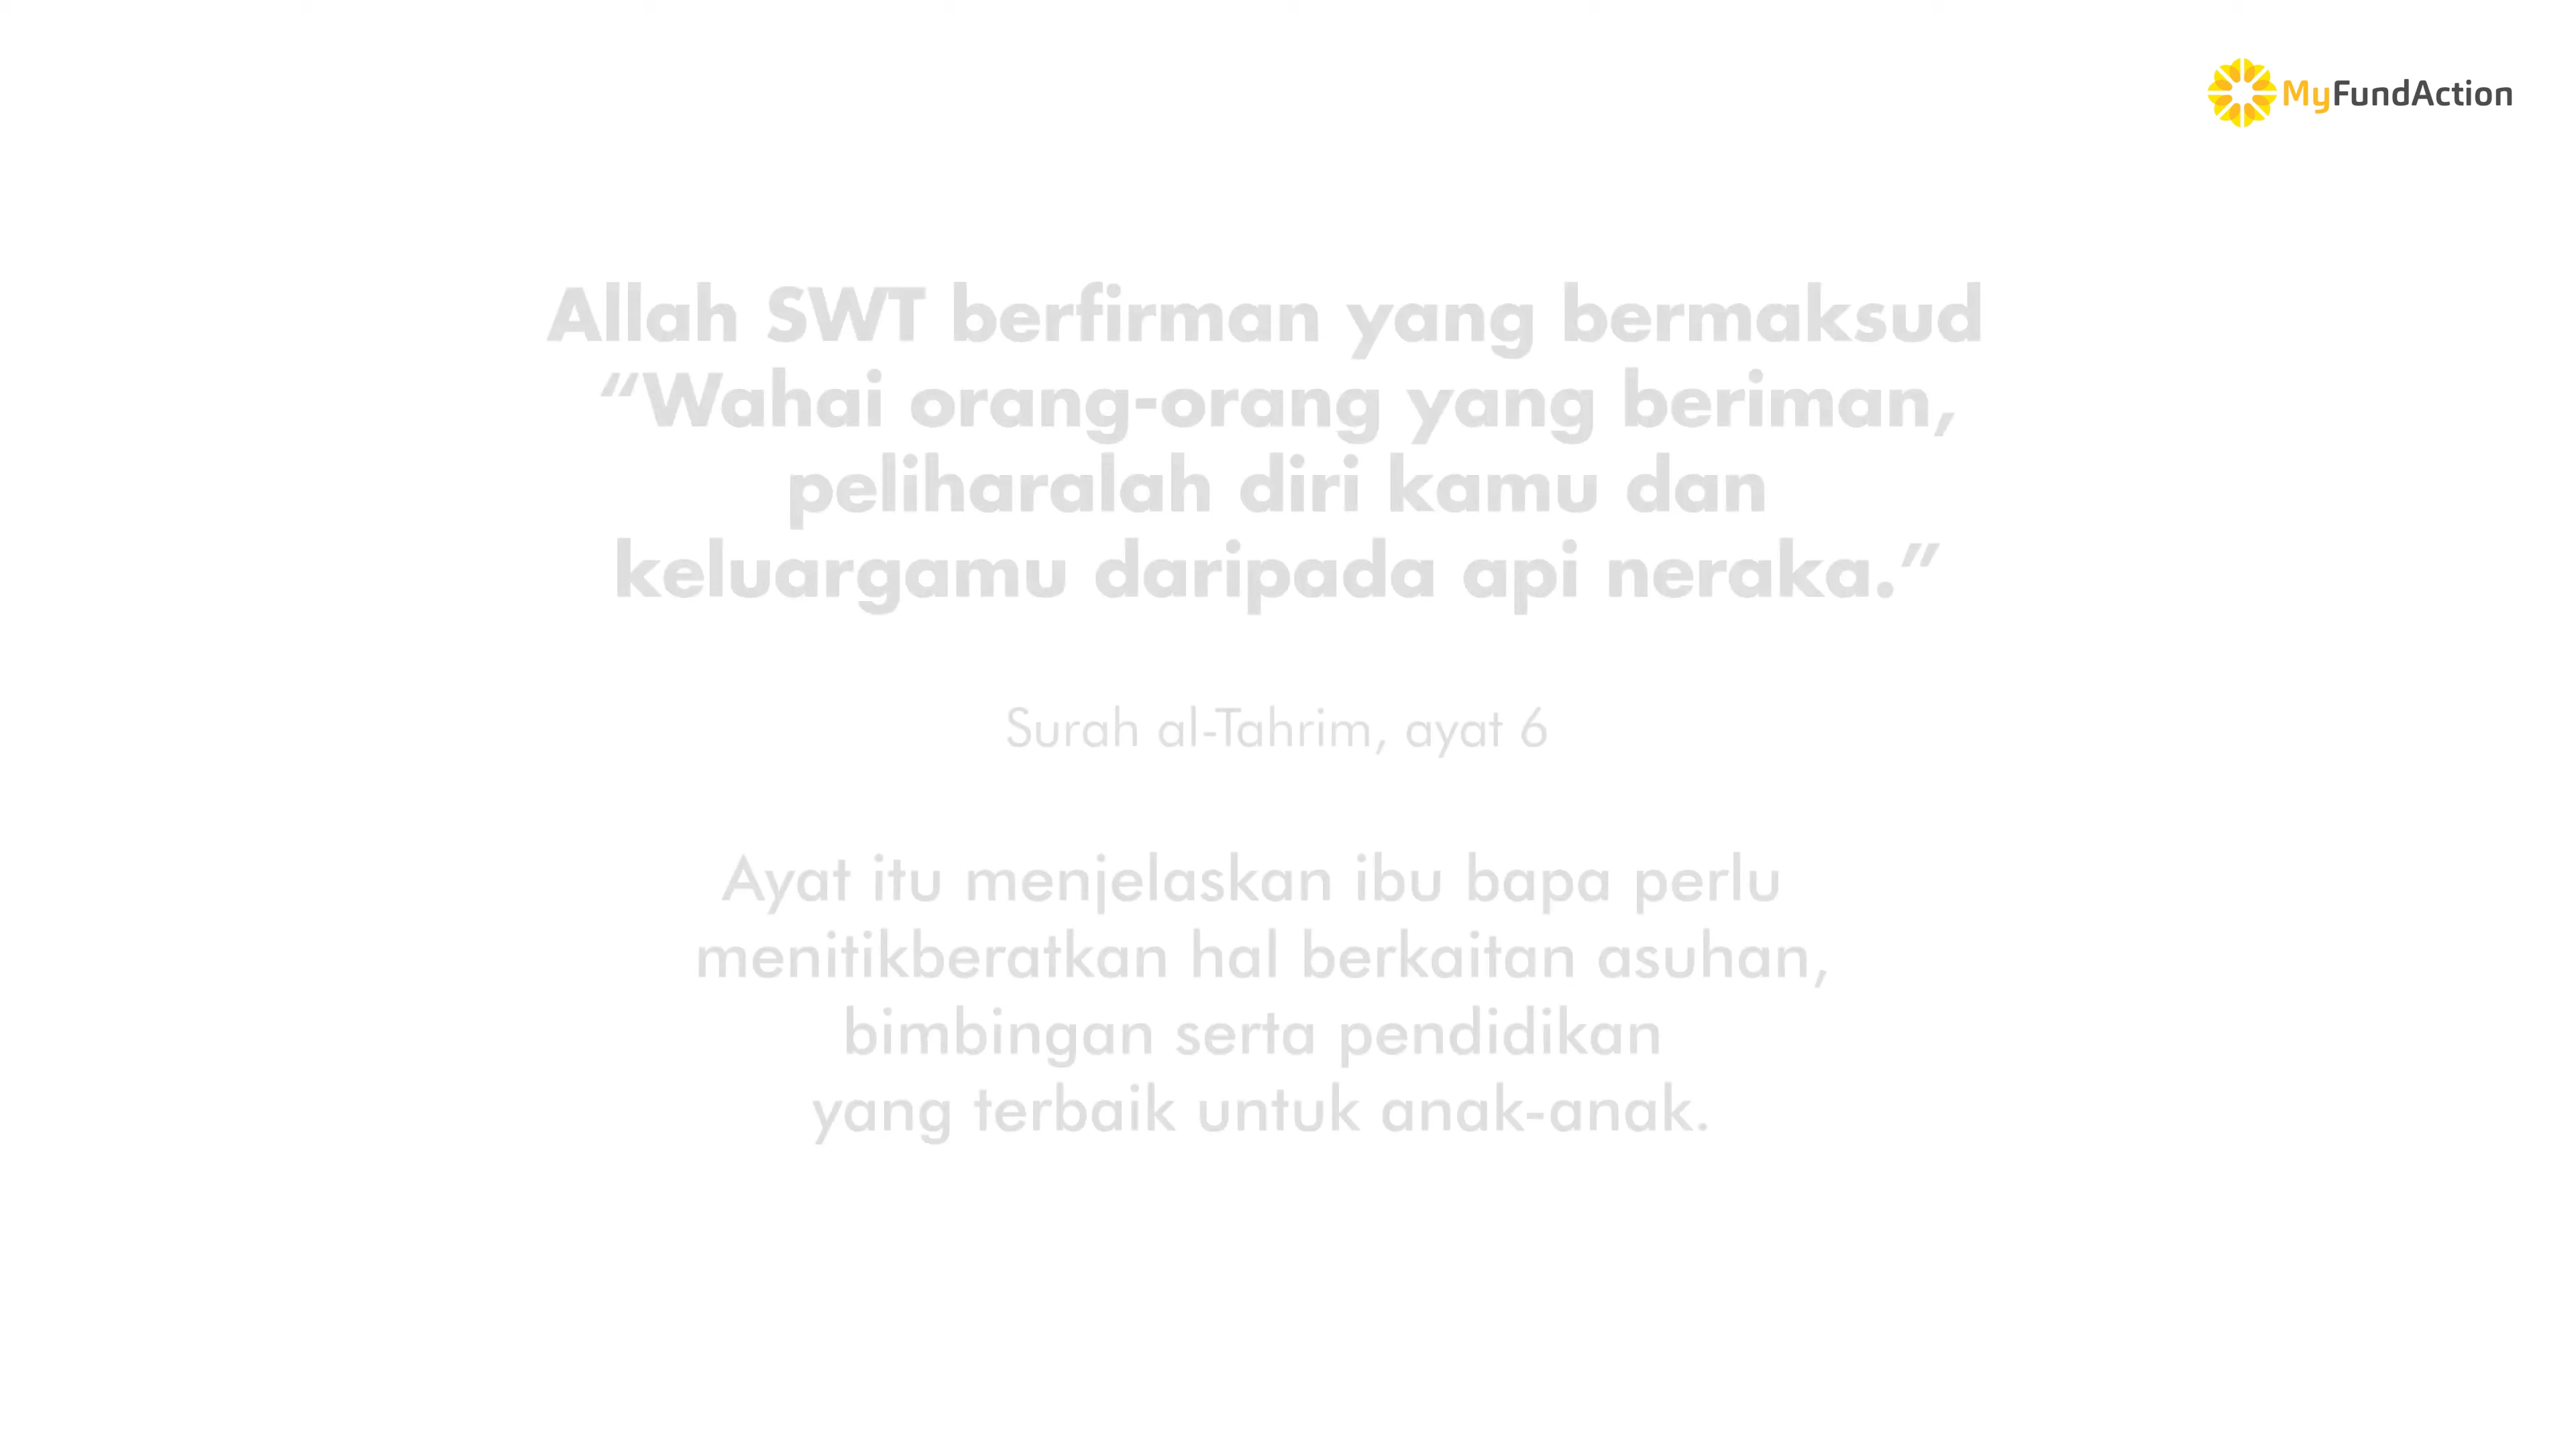 MyFundAction
Allah SWT berfirman yang bermaksud
“Wahai orang-orang yang beriman,
peliharalah diri kamu dan
keluargamu daripada api neraka.”
Surah al-Tahrim, ayat 6
Ayat itu menjelaskan ibu bapa perlu
menitikberatkan hal berkaitan asuhan,
bimbingan serta pendidikan
yang terbaik untuk anak-anak.